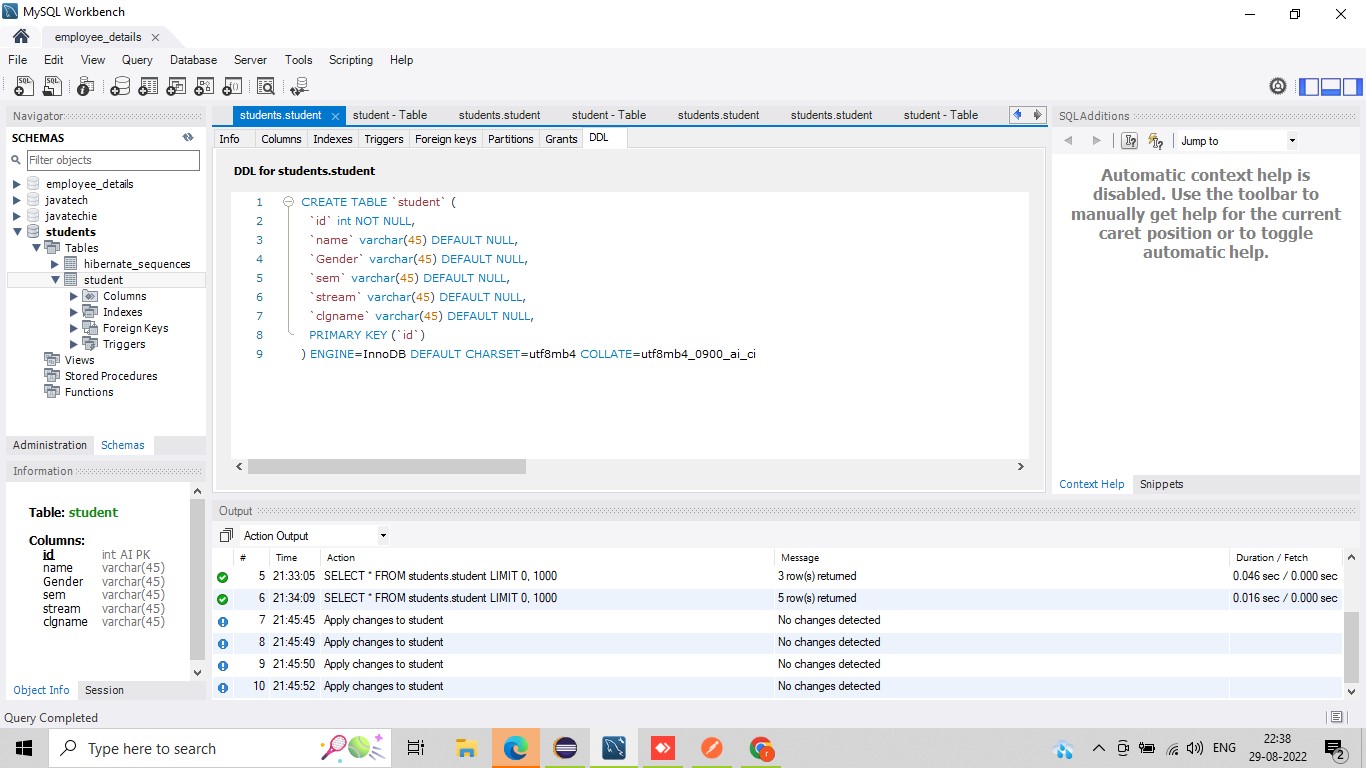 MySQL Workbench
employee_details
File Edit View Query Database Server Tools Scripting Help
Navigator
SCHEMAS
Filter objects
employee_details
javatech
javatechie
students
Tables
hibernate_sequences
student
Columns
Indexes
Foreign Keys
Triggers
Views
Stored Procedures
Functions
Administration Schemas
Information
Table: student
Columns:
id int AI PK
name varchar(45)
Gender varchar(45)
sem varchar(45)
stream varchar(45)
clgname varchar(45)
Object Info Session
students.student student - Table students.student student - Table students.student students.student student - Table
Info Columns Indexes Triggers Foreign keys Partitions Grants DDL
DDL for students.student
1 CREATE TABLE `student` (
2 `id` int NOT NULL,
3 `name` varchar(45) DEFAULT NULL,
4 `Gender` varchar(45) DEFAULT NULL,
5 `sem` varchar(45) DEFAULT NULL,
6 `stream` varchar(45) DEFAULT NULL,
7 `clgname` varchar(45) DEFAULT NULL,
8 PRIMARY KEY (`id`)
9 ) ENGINE=InnoDB DEFAULT CHARSET=utf8mb4 COLLATE=utf8mb4_0900_ai_ci
SQLAdditions
Jump to
Automatic context help is
disabled. Use the toolbar to
manually get help for the current
caret position or to toggle
automatic help.
Context Help Snippets
Output
Action Output
# Time Action Message Duration / Fetch
5 21:33:05 SELECT * FROM students.student LIMIT 0, 1000 3 row(s) returned 0.046 sec / 0.000 sec
6 21:34:09 SELECT * FROM students.student LIMIT 0, 1000 5 row(s) returned 0.016 sec / 0.000 sec
7 21:45:45 Apply changes to student No changes detected
8 21:45:49 Apply changes to student No changes detected
9 21:45:50 Apply changes to student No changes detected
10 21:45:52 Apply changes to student No changes detected
Query Completed
Type here to search
ENG
22:38
29-08-2022
2